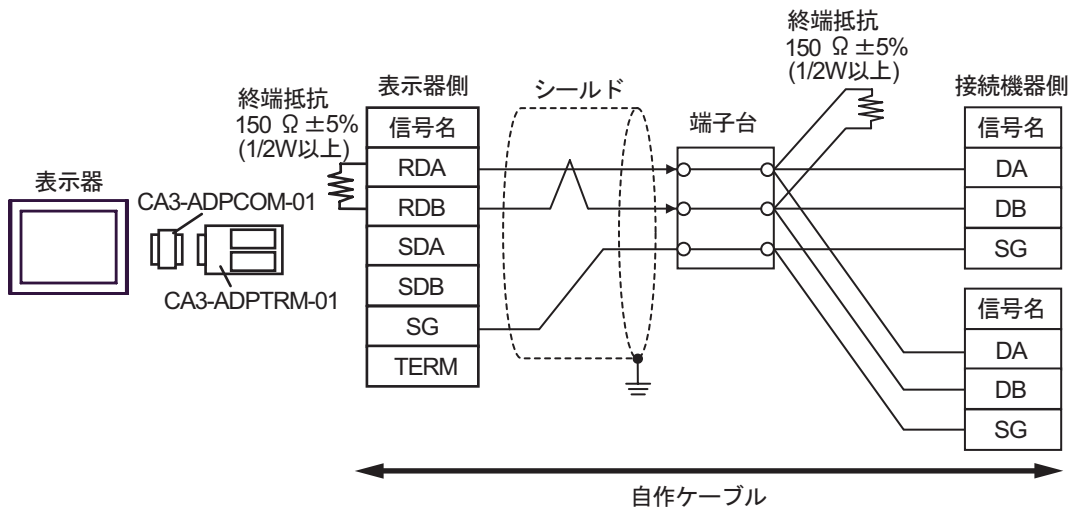 終端抵抗
150 Ω ±5%
(1/2W以上)
表示器側
シールド
接続機器側
終端抵抗
150 Ω ±5%
(1/2W以上)
端子台
信号名
信号名
表示器
RDA
DA
CA3-ADPCOM-01
RDB
DB
SDA
SG
SDB
CA3-ADPTRM-01
信号名
SG
DA
TERM
DB
SG
自作ケーブル